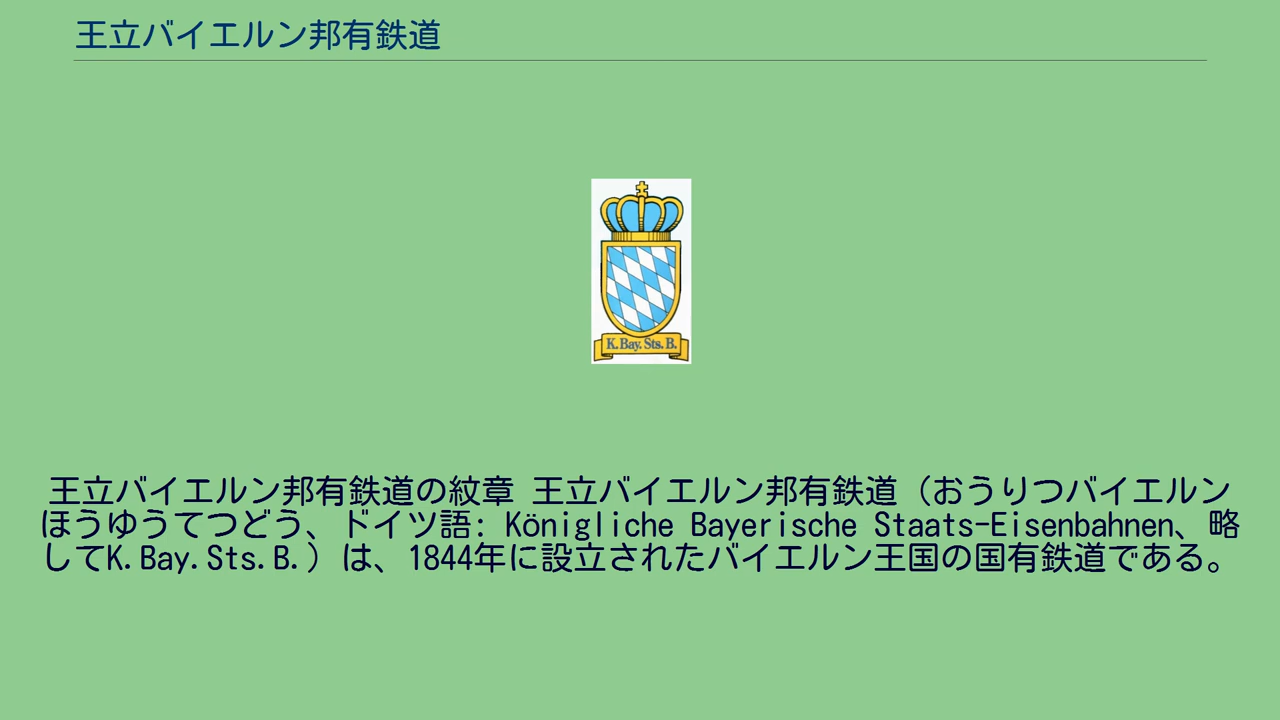 王立バイエルン邦有鉄道
K. Bay. Sts. B.
王立バイエルン邦有鉄道の紋章 王立バイエルン邦有鉄道（おうりつバイエルン
ほうゆうてつどう、ドイツ語: Königliche Bayerische Staats-Eisenbahnen、略
してK.Bay.Sts.B.）は、1844年に設立されたバイエルン王国の国有鉄道である。